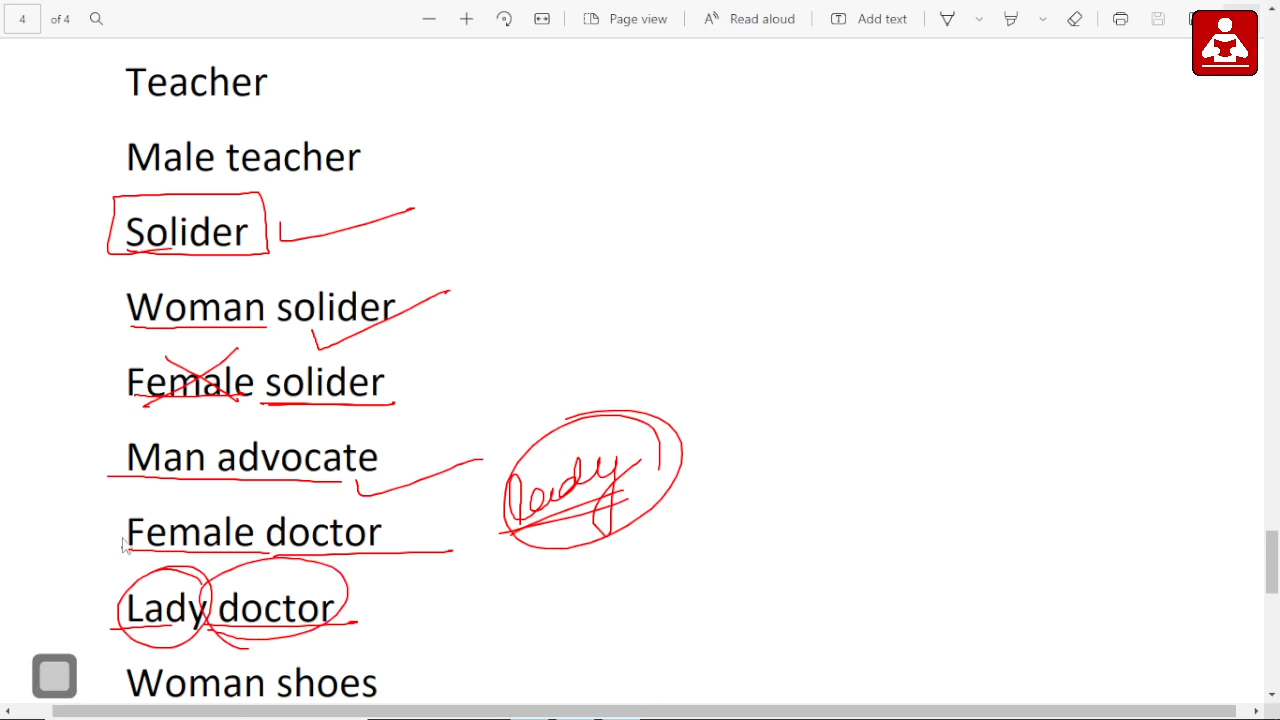 4 of 4 Page view Read aloud Add text
Teacher
Male teacher
Solider
Woman solider
Female solider
Man advocate
Lady
Female doctor
Lady doctor
Woman shoes